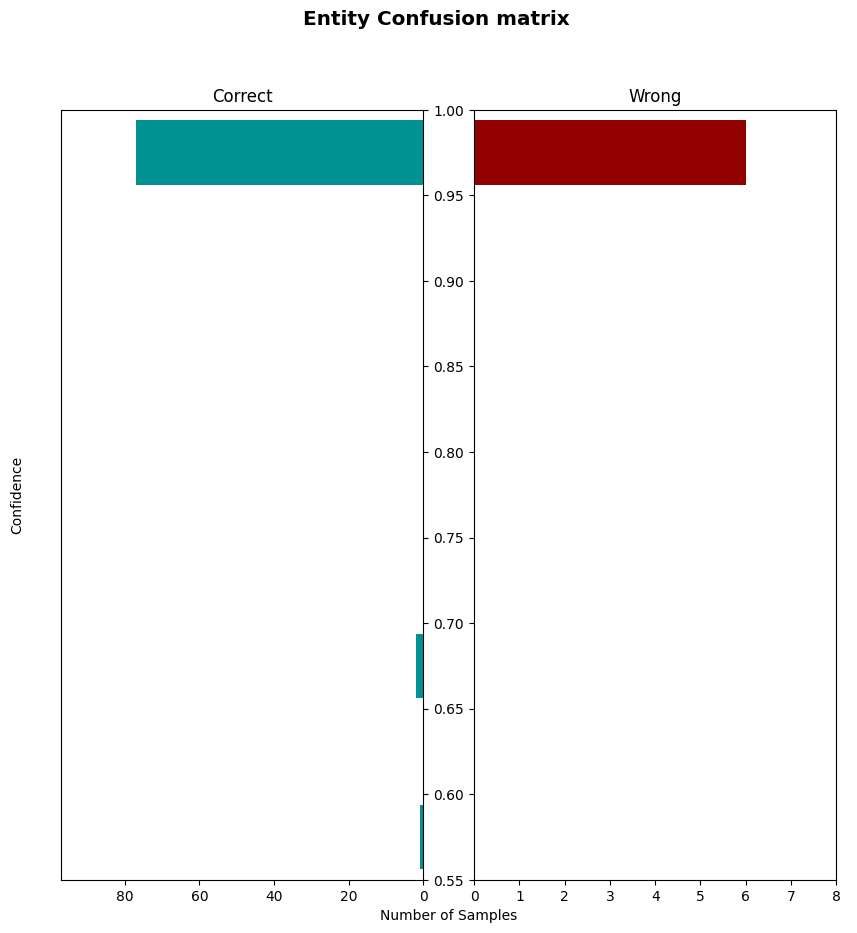 Entity Confusion matrix
Correct
Wrong
1.00
0.95
0.90
0.85
0.80
0.75
0.70
0.65
0.60
0.55
Confidence
80 60 40 20 0
0 1 2 3 4 5 6 7 8
Number of Samples